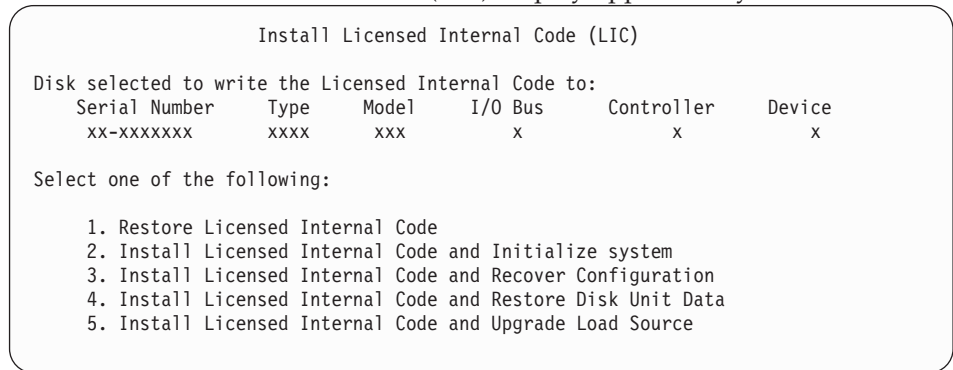 Install Licensed Internal Code (LIC)
Disk selected to write the Licensed Internal Code to:
Serial Number Type Model I/O Bus Controller Device
xx-xxxxxxx xxxx xxx x x x
Select one of the following:
1. Restore Licensed Internal Code
2. Install Licensed Internal Code and Initialize system
3. Install Licensed Internal Code and Recover Configuration
4. Install Licensed Internal Code and Restore Disk Unit Data
5. Install Licensed Internal Code and Upgrade Load Source